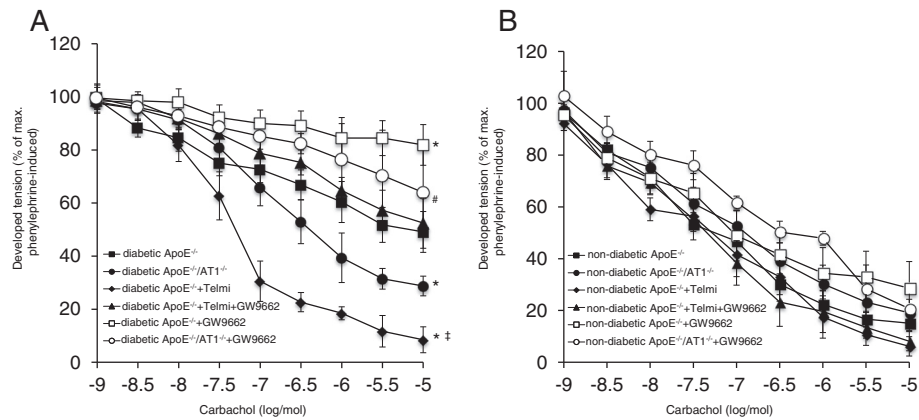 A
Developed tension (% of max.
phenylephrine-induced)
120
100
80
60
40
20
0
diabetic ApoE-/-
diabetic ApoE-/-/AT1-/-
diabetic ApoE-/-+Telmi
diabetic ApoE-/-+Telmi+GW9662
diabetic ApoE-/-+GW9662
diabetic ApoE-/-/AT1-/-+GW9662
*
#
*
* ‡
-9 -8.5 -8 -7.5 -7 -6.5 -6 -5.5 -5
Carbachol (log/mol)
B
Developed tension (% of max.
phenylephrine-induced)
120
100
80
60
40
20
0
non-diabetic ApoE-/-
non-diabetic ApoE-/-/AT1-/-
non-diabetic ApoE-/-+Telmi
non-diabetic ApoE-/-+Telmi+GW9662
non-diabetic ApoE-/-+GW9662
non-diabetic ApoE-/-/AT1-/-+GW9662
-9 -8.5 -8 -7.5 -7 -6.5 -6 -5.5 -5
Carbachol (log/mol)